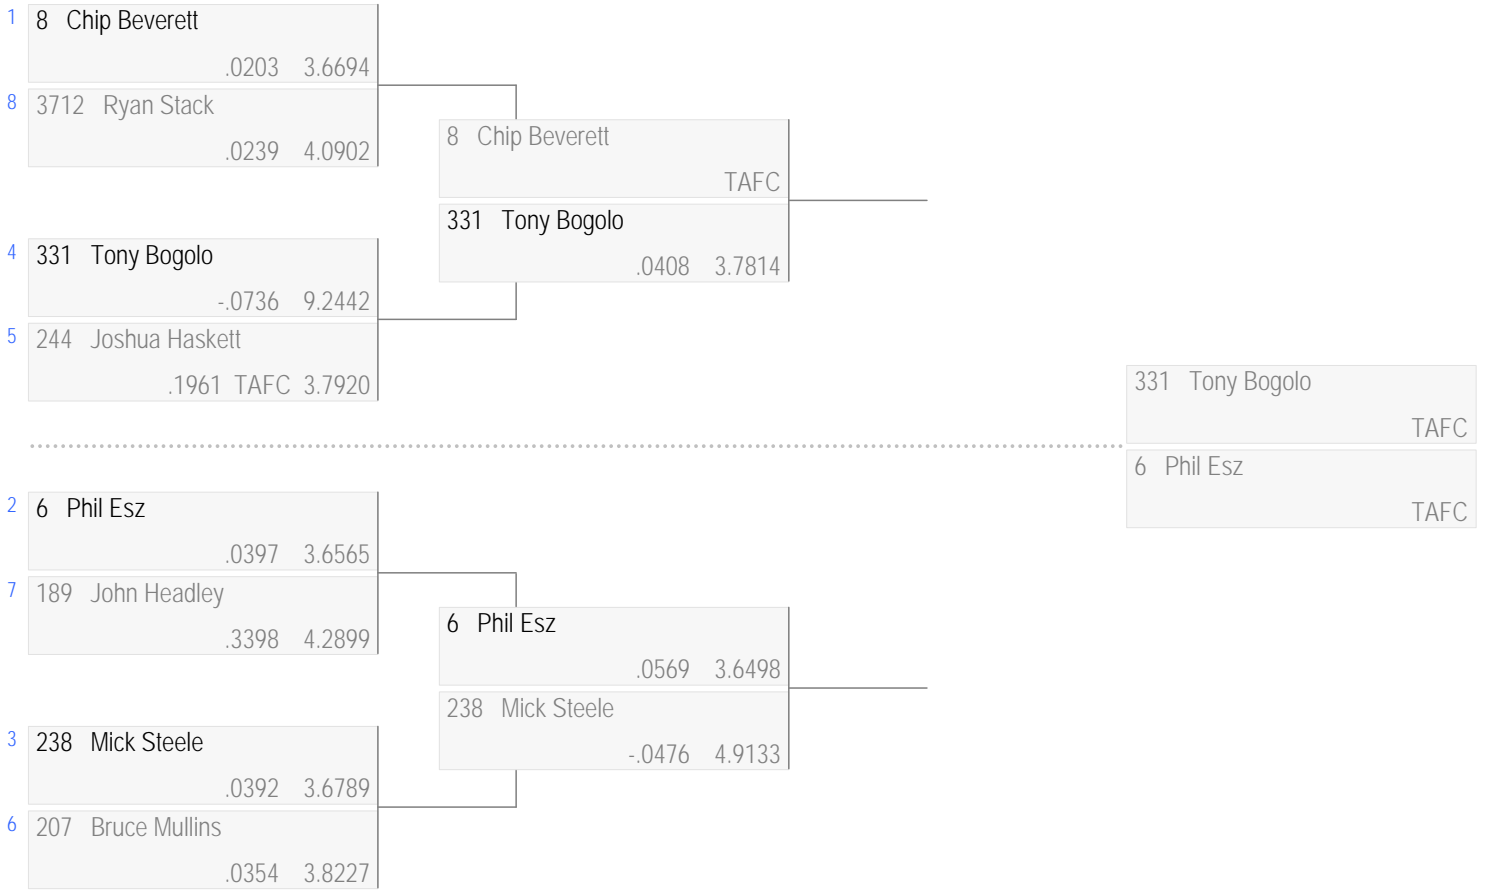 1 8 Chip Beverett
.0203 3.6694
8 3712 Ryan Stack
.0239 4.0902
4 331 Tony Bogolo
-.0736 9.2442
5 244 Joshua Haskett
.1961 TAFC 3.7920
8 Chip Beverett
TAFC
331 Tony Bogolo
.0408 3.7814
2 6 Phil Esz
.0397 3.6565
7 189 John Headley
.3398 4.2899
3 238 Mick Steele
.0392 3.6789
6 207 Bruce Mullins
.0354 3.8227
6 Phil Esz
.0569 3.6498
238 Mick Steele
-.0476 4.9133
331 Tony Bogolo
TAFC
6 Phil Esz
TAFC